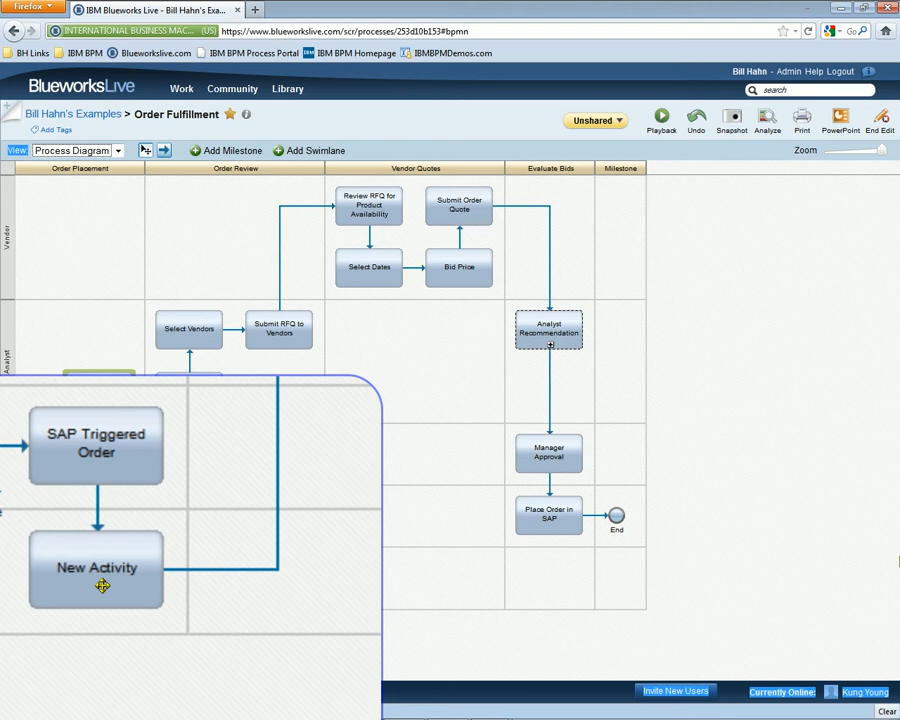 Firefox
IBM Blueworks Live - Bill Hahn's Exa...
INTERNATIONAL BUSINESS MAC... (US)
https://www.blueworkslive.com/scr/processes/253d10b153#bpmn
Go
BH Links
IBM BPM
Blueworkslive.com
IBM BPM Process Portal
IBM
IBM BPM Homepage
IBMBPMDemos.com
Bill Hahn - Admin Help Logout
BlueworksLive
Work
Community
Library
search
Bill Hahn's Examples > Order Fulfillment
Add Tags
Unshared
Playback
Undo
Snapshot
Analyze
Print
PowerPoint
End Edit
View:
Process Diagram
Add Milestone
Add Swimlane
Zoom
Order Placement
Order Review
Vendor Quotes
Evaluate Bids
Milestone
Vendor
Review RFQ for
Product
Availability
Submit Order
Quote
Select Dates
Bid Price
Analyst
Select Vendors
Submit RFQ to
Vendors
Analyst
Recommendation
SAP Triggered
Order
New Activity
Manager
Approval
Place Order in
SAP
End
Invite New Users
Currently Online:
Kung Young
Clear